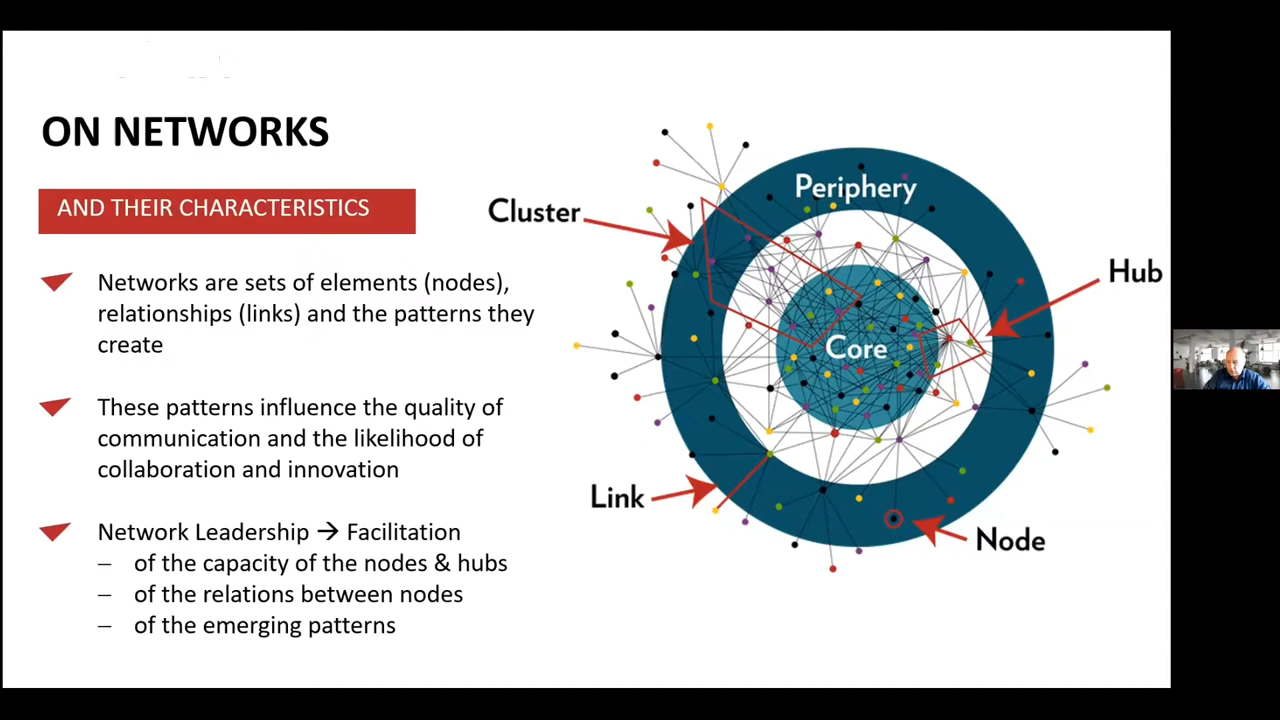 ON NETWORKS
AND THEIR CHARACTERISTICS
Networks are sets of elements (nodes),
relationships (links) and the patterns they
create
These patterns influence the quality of
communication and the likelihood of
collaboration and innovation
Network Leadership → Facilitation
– of the capacity of the nodes & hubs
– of the relations between nodes
– of the emerging patterns
Periphery
Cluster
Hub
Core
Link
Node